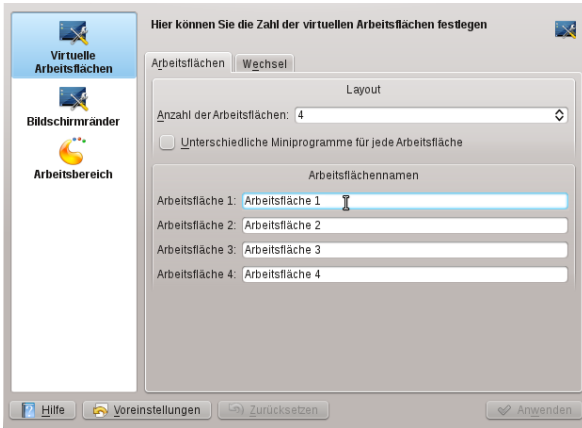 Hier können Sie die Zahl der virtuellen Arbeitsflächen festlegen
Virtuelle
Arbeitsflächen
Bildschirmränder
Arbeitsbereich
Arbeitsflächen Wechsel
Layout
Anzahl der Arbeitsflächen: 4
Unterschiedliche Miniprogramme für jede Arbeitsfläche
Arbeitsflächennamen
Arbeitsfläche 1: Arbeitsfläche 1
Arbeitsfläche 2: Arbeitsfläche 2
Arbeitsfläche 3: Arbeitsfläche 3
Arbeitsfläche 4: Arbeitsfläche 4
Hilfe Voreinstellungen Zurücksetzen Anwenden